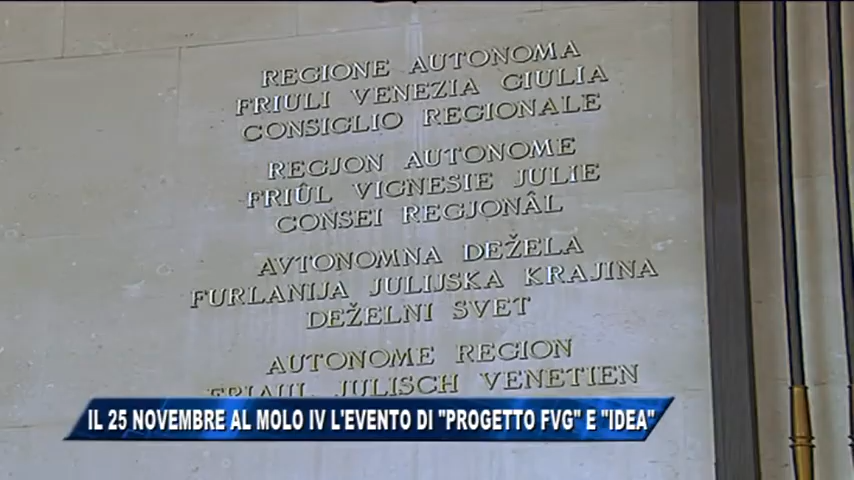 REGIONE AUTONOMA
FRIULI VENEZIA GIULIA
CONSIGLIO REGIONALE
REGJON AUTONOME
FRIÛL VIGNESIE JULIE
CONSEI REGJONÂL
AVTONOMNA DEŽELA
FURLANIJA JULIJSKA KRAJINA
DEŽELNI SVET
AUTONOME REGION
FRIAUL JULISCH VENETIEN
IL 25 NOVEMBRE AL MOLO IV L'EVENTO DI "PROGETTO FVG" E "IDEA"